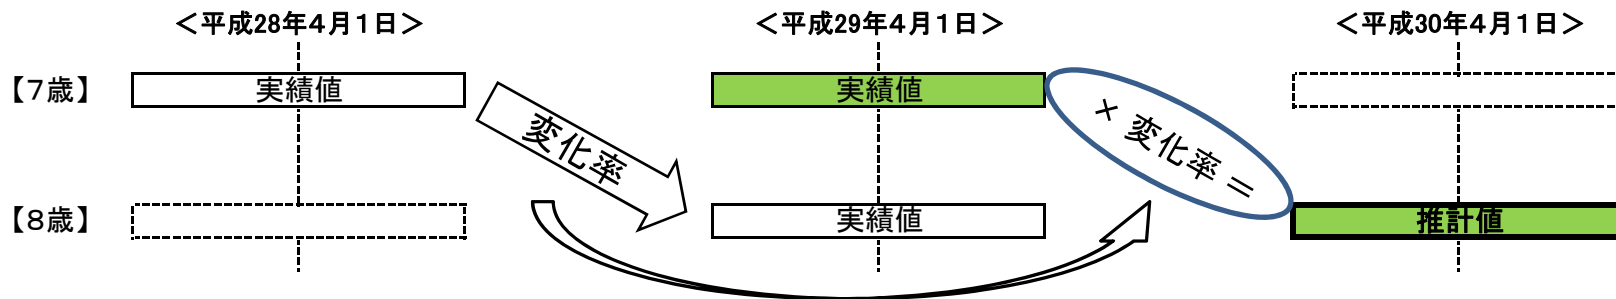 ＜平成28年４月１日＞ ＜平成29年４月１日＞ ＜平成30年４月１日＞
【７歳】 実績値 実績値
変化率
× 変化率 ＝
【８歳】 実績値 推計値